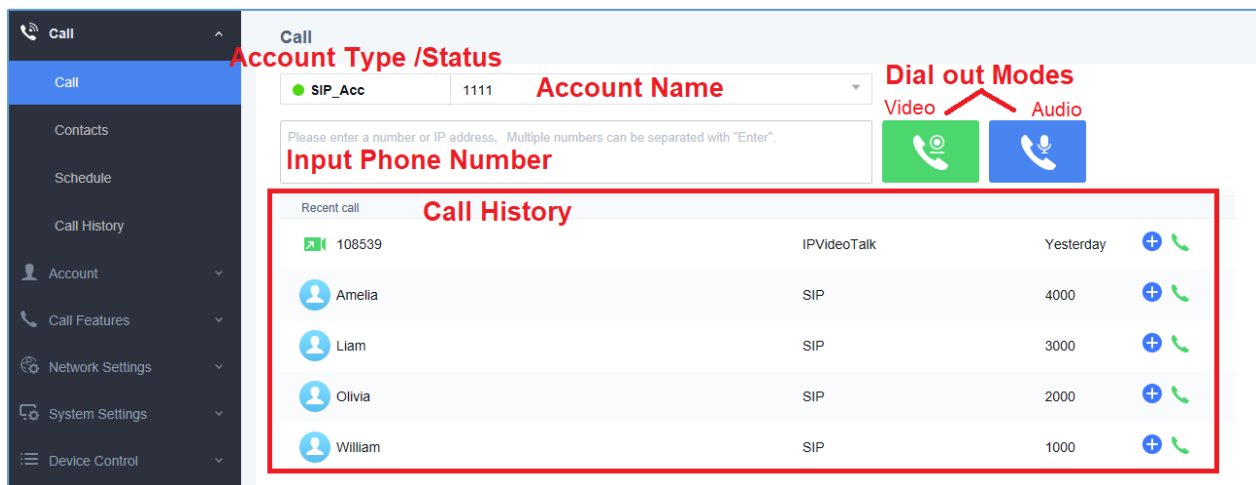 Call
Call
Contacts
Schedule
Call History
Account
Call Features
Network Settings
System Settings
Device Control
Call
Account Type /Status
SIP_Acc 1111 Account Name
Dial out Modes
Video Audio
Please enter a number or IP address, Multiple numbers can be separated with "Enter".
Input Phone Number
Recent call Call History
108539 IPVideoTalk Yesterday
Amelia SIP 4000
Liam SIP 3000
Olivia SIP 2000
William SIP 1000